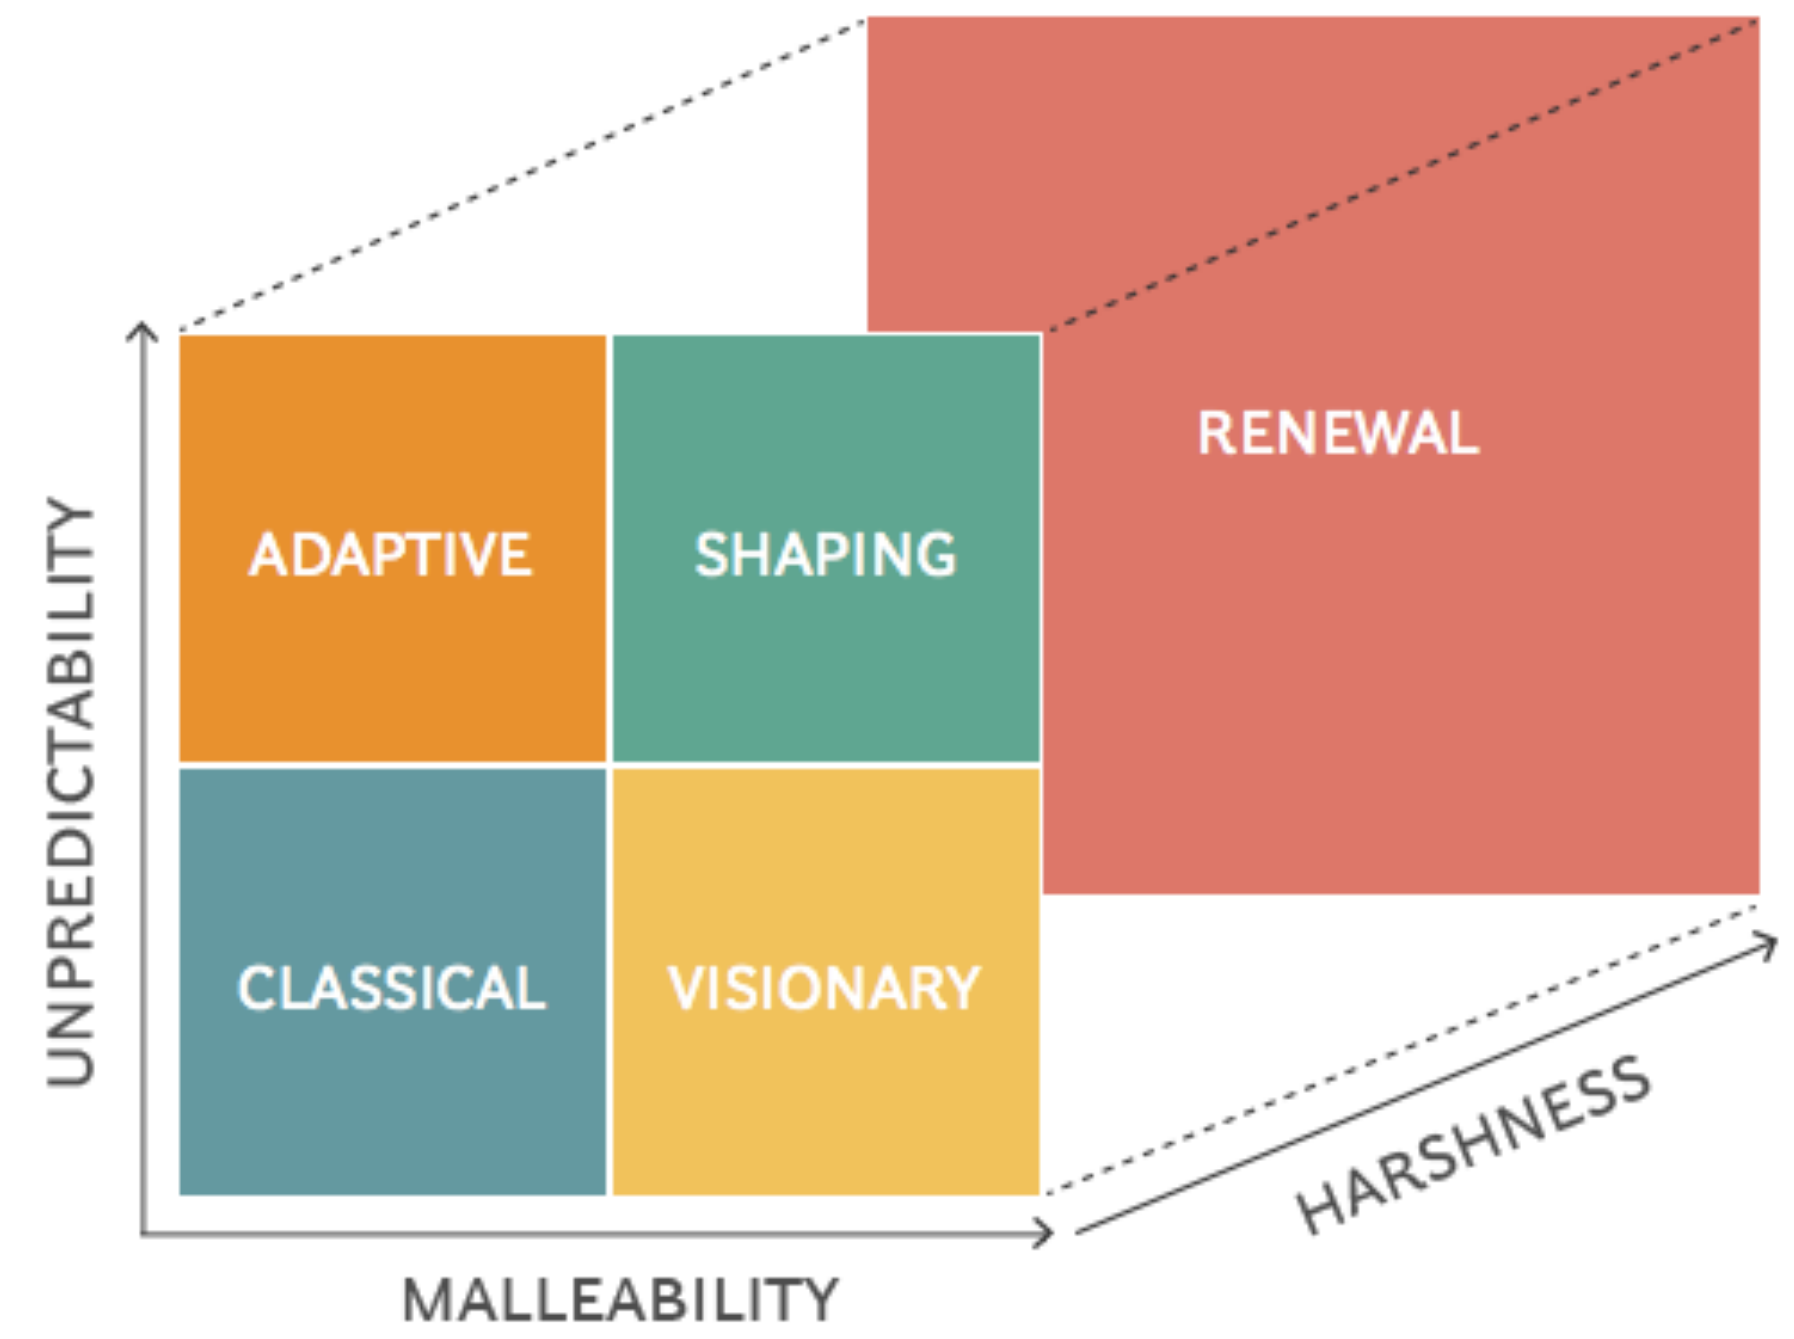 RENEWAL
ADAPTIVE
SHAPING
CLASSICAL
VISIONARY
UNPREDICTABILITY
MALLEABILITY
HARSHNESS